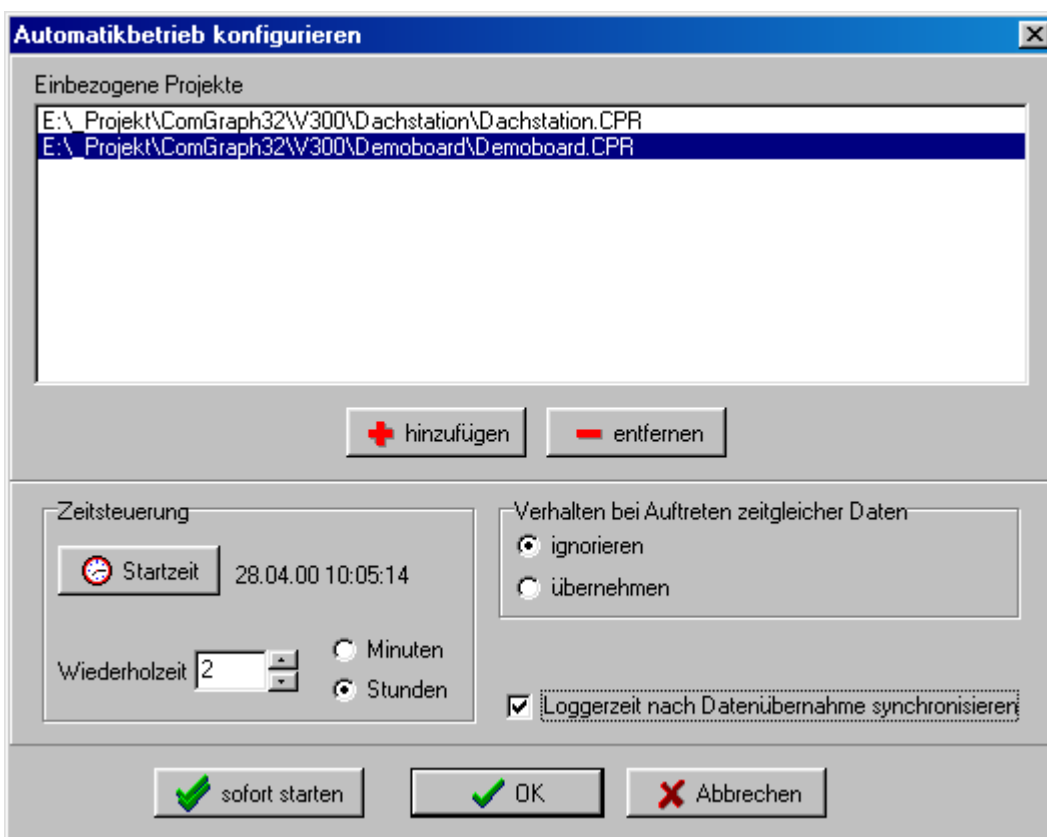 Automatikbetrieb konfigurieren
Einbezogene Projekte
E:\_Projekt\ComGraph32\V300\Dachstation\Dachstation.CPR
E:\_Projekt\ComGraph32\V300\Demoboard\Demoboard.CPR
hinzufügen entfernen
Zeitsteuerung
Startzeit 28.04.00 10:05:14
Wiederholzeit 2
Minuten
Stunden
Verhalten bei Auftreten zeitgleicher Daten
ignorieren
übernehmen
Loggerzeit nach Datenübernahme synchronisieren
sofort starten OK Abbrechen